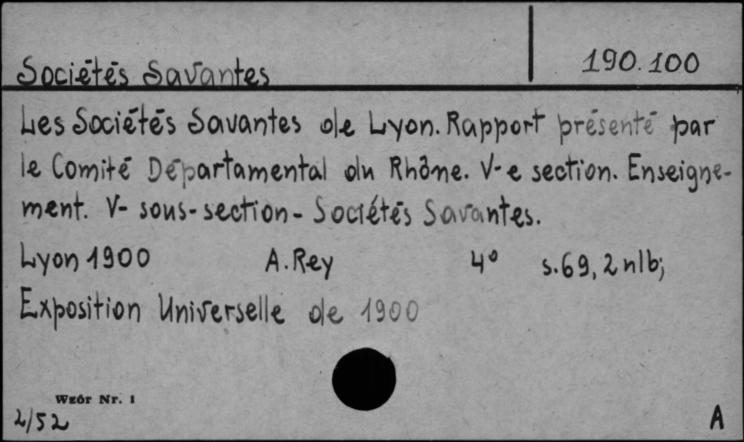 Sociétés Savantes
190.100
Les Sociétés Savantes de Lyon. Rapport présenté par
le Comité Départamental du Rhône. V-e section. Enseigne-
ment. V- sous-section - Sociétés Savantes.
Lyon 1900 A. Rey 4° s. 69, 2 nlb;
Exposition Universelle de 1900
Wzór Nr. 1
2/52
A